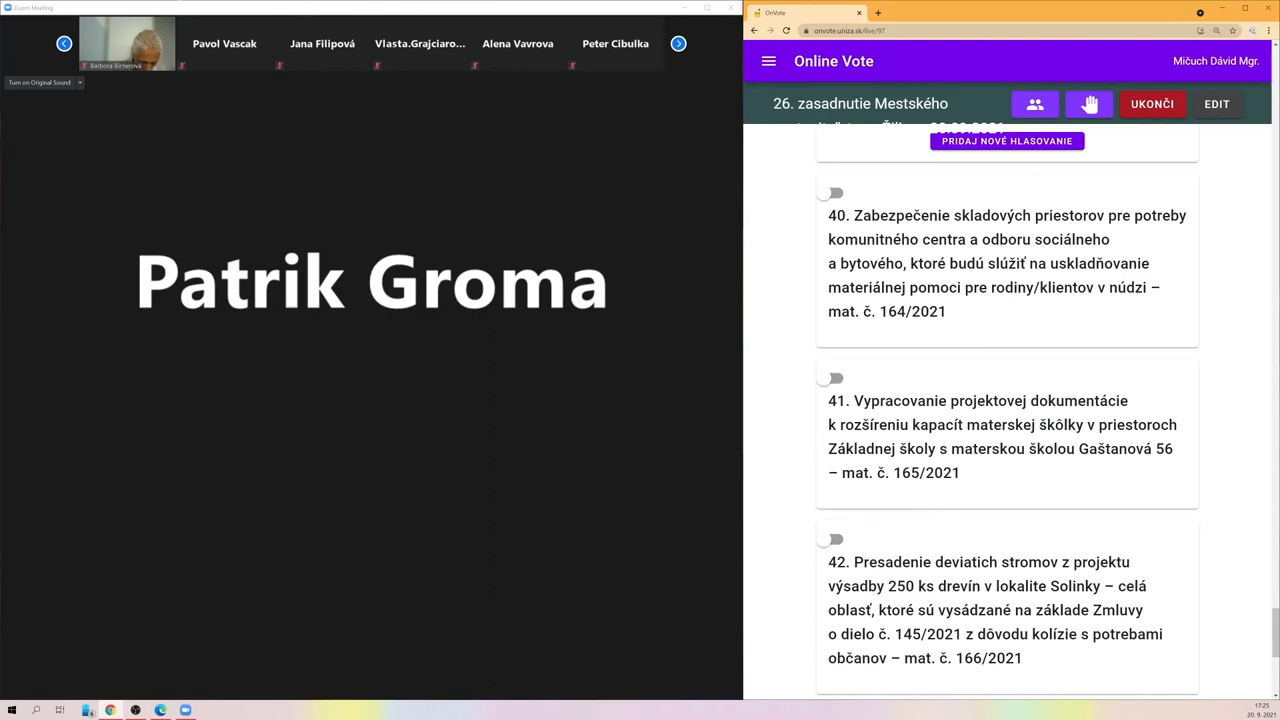 Zoom Meeting
Pavol Vascak
Jana Filipová
Vlasta.Grajciaro...
Alena Vavrova
Peter Cibulka
Barbora Birnerová
Turn on Original Sound
Patrik Groma
OnVote
onvote.uniza.sk/live/97
Online Vote
Mičuch Dávid Mgr.
26. zasadnutie Mestského
UKONČI
EDIT
PRIDAJ NOVÉ HLASOVANIE
40. Zabezpečenie skladových priestorov pre potreby
komunitného centra a odboru sociálneho
a bytového, ktoré budú slúžiť na uskladňovanie
materiálnej pomoci pre rodiny/klientov v núdzi –
mat. č. 164/2021
41. Vypracovanie projektovej dokumentácie
k rozšíreniu kapacít materskej škôlky v priestoroch
Základnej školy s materskou školou Gaštanová 56
– mat. č. 165/2021
42. Presadenie deviatich stromov z projektu
výsadby 250 ks drevín v lokalite Solinky – celá
oblasť, ktoré sú vysádzané na základe Zmluvy
o dielo č. 145/2021 z dôvodu kolízie s potrebami
občanov – mat. č. 166/2021
17:25
20. 9. 2021